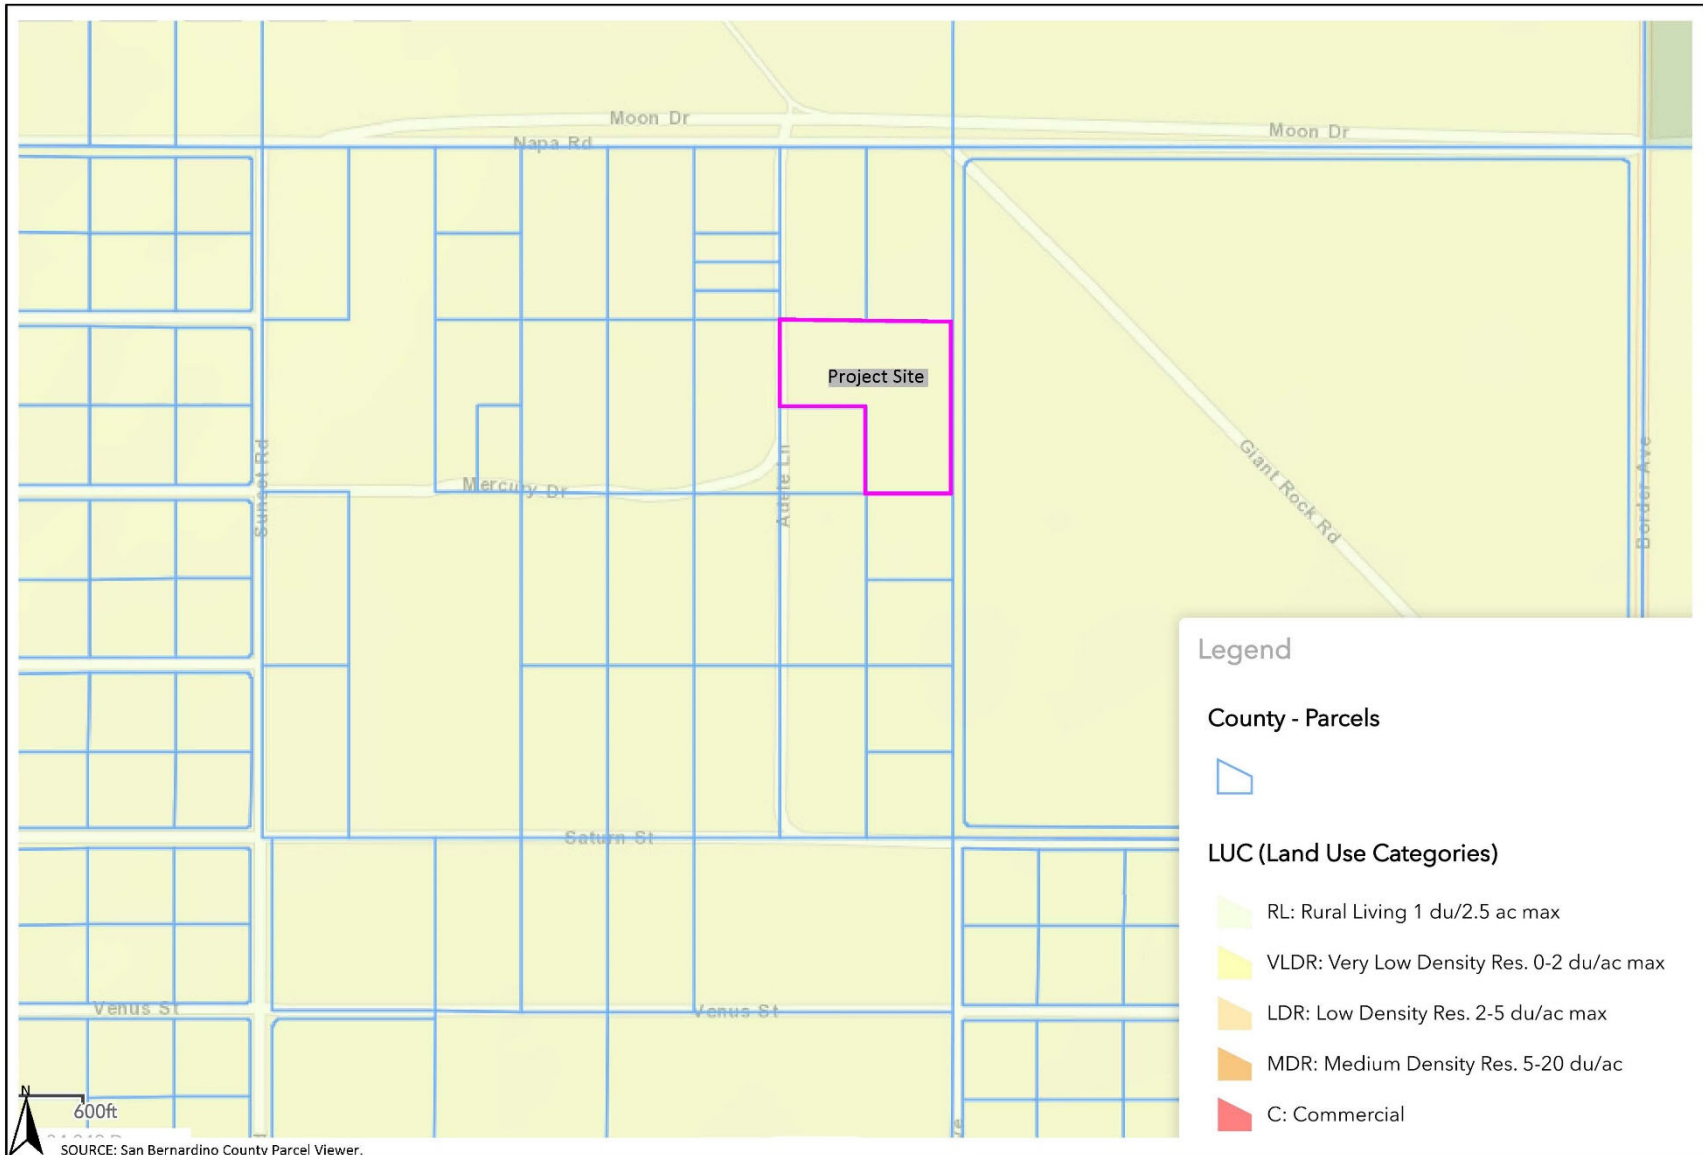 Moon Dr
Moon Dr
Napa Rd
Project Site
Sunset Rd
Mercury Dr
Adele Ln
Giant Rock Rd
Border Ave
Saturn St
Venus St
Venus St
Legend
County - Parcels
LUC (Land Use Categories)
RL: Rural Living 1 du/2.5 ac max
VLDR: Very Low Density Res. 0-2 du/ac max
LDR: Low Density Res. 2-5 du/ac max
MDR: Medium Density Res. 5-20 du/ac
C: Commercial
N
600ft
SOURCE: San Bernardino County Parcel Viewer.